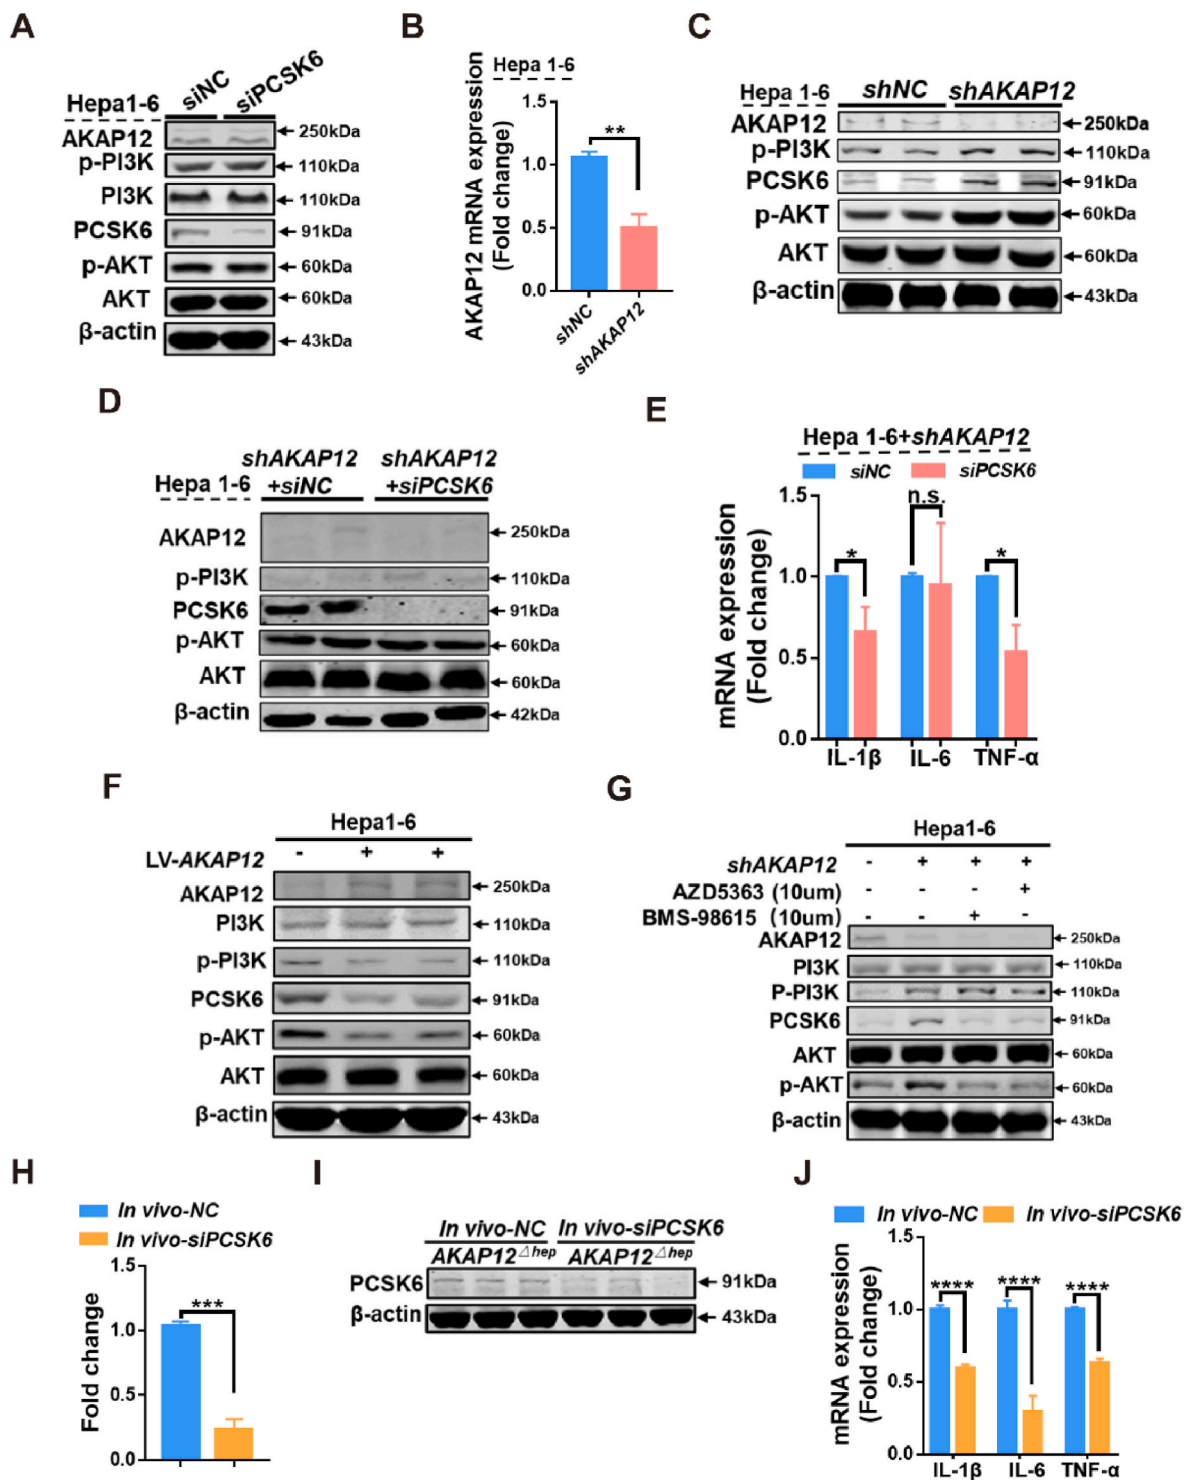 A
Hepa1-6
siNC
siPCSK6
AKAP12
250kDa
p-PI3K
110kDa
PI3K
110kDa
PCSK6
91kDa
p-AKT
60kDa
AKT
60kDa
β-actin
43kDa
B
Hepa 1-6
AKAP12 mRNA expression
(Fold change)
1.5
1.0
0.5
0.0
**
shNC
shAKAP12
C
Hepa 1-6
shNC
shAKAP12
AKAP12
250kDa
p-PI3K
110kDa
PCSK6
91kDa
p-AKT
60kDa
AKT
60kDa
β-actin
43kDa
D
Hepa 1-6
shAKAP12
+siNC
shAKAP12
+siPCSK6
AKAP12
250kDa
p-PI3K
110kDa
PCSK6
91kDa
p-AKT
60kDa
AKT
60kDa
β-actin
42kDa
E
Hepa 1-6+shAKAP12
siNC
siPCSK6
mRNA expression
(Fold change)
1.5
1.0
0.5
0.0
*
n.s.
*
IL-1β
IL-6
TNF-α
F
Hepa1-6
LV-AKAP12 - + +
AKAP12
250kDa
PI3K
110kDa
p-PI3K
110kDa
PCSK6
91kDa
p-AKT
60kDa
AKT
60kDa
β-actin
43kDa
G
Hepa1-6
shAKAP12 - + + +
AZD5363 (10um) - - - +
BMS-98615 (10um) - - + -
AKAP12
250kDa
PI3K
110kDa
P-PI3K
110kDa
PCSK6
91kDa
AKT
60kDa
p-AKT
60kDa
β-actin
43kDa
H
In vivo-NC
In vivo-siPCSK6
Fold change
1.5
1.0
0.5
0.0
***
I
In vivo-NC
In vivo-siPCSK6
AKAP12△hep
AKAP12△hep
PCSK6
91kDa
β-actin
43kDa
J
In vivo-NC
In vivo-siPCSK6
mRNA expression
(Fold change)
1.5
1.0
0.5
0.0
****
****
****
IL-1β
IL-6
TNF-α